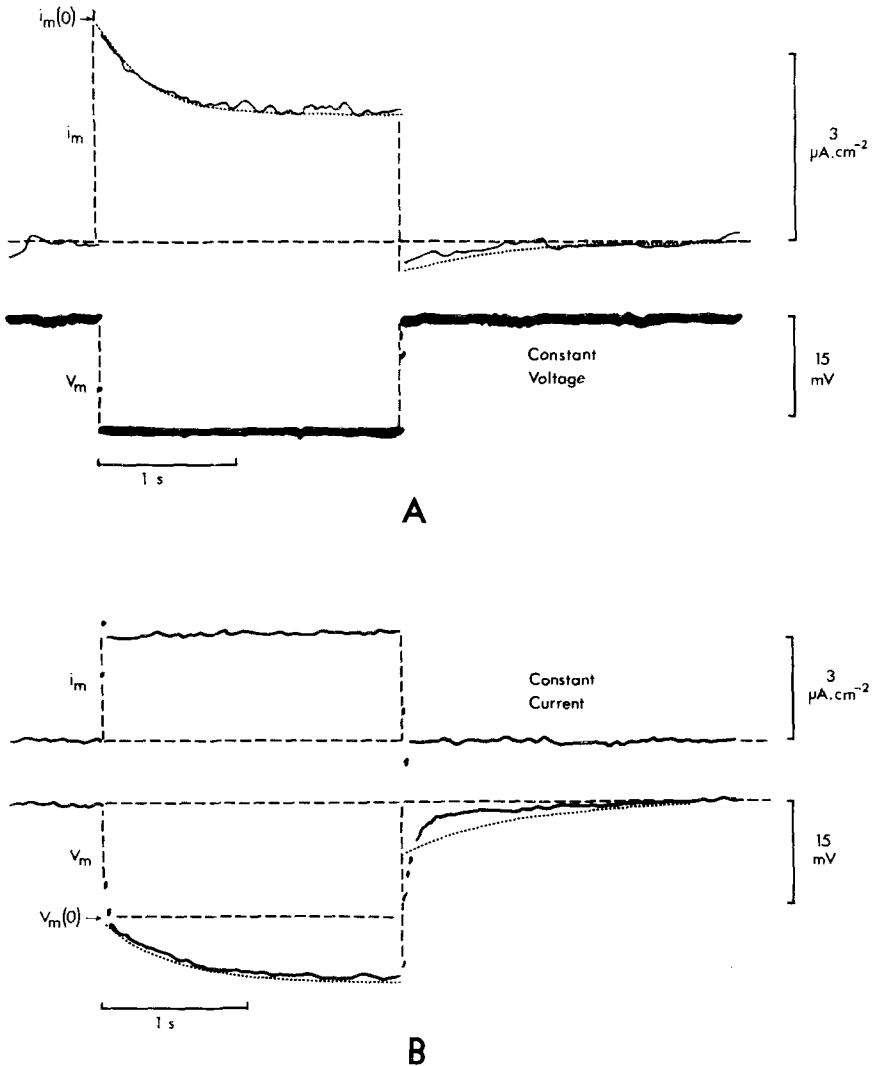 iₘ(0)
iₘ
3
μA.cm⁻²
Vₘ
Constant
Voltage
15
mV
1 s
A
iₘ
Constant
Current
3
μA.cm⁻²
Vₘ
Vₘ(0)
15
mV
1 s
B